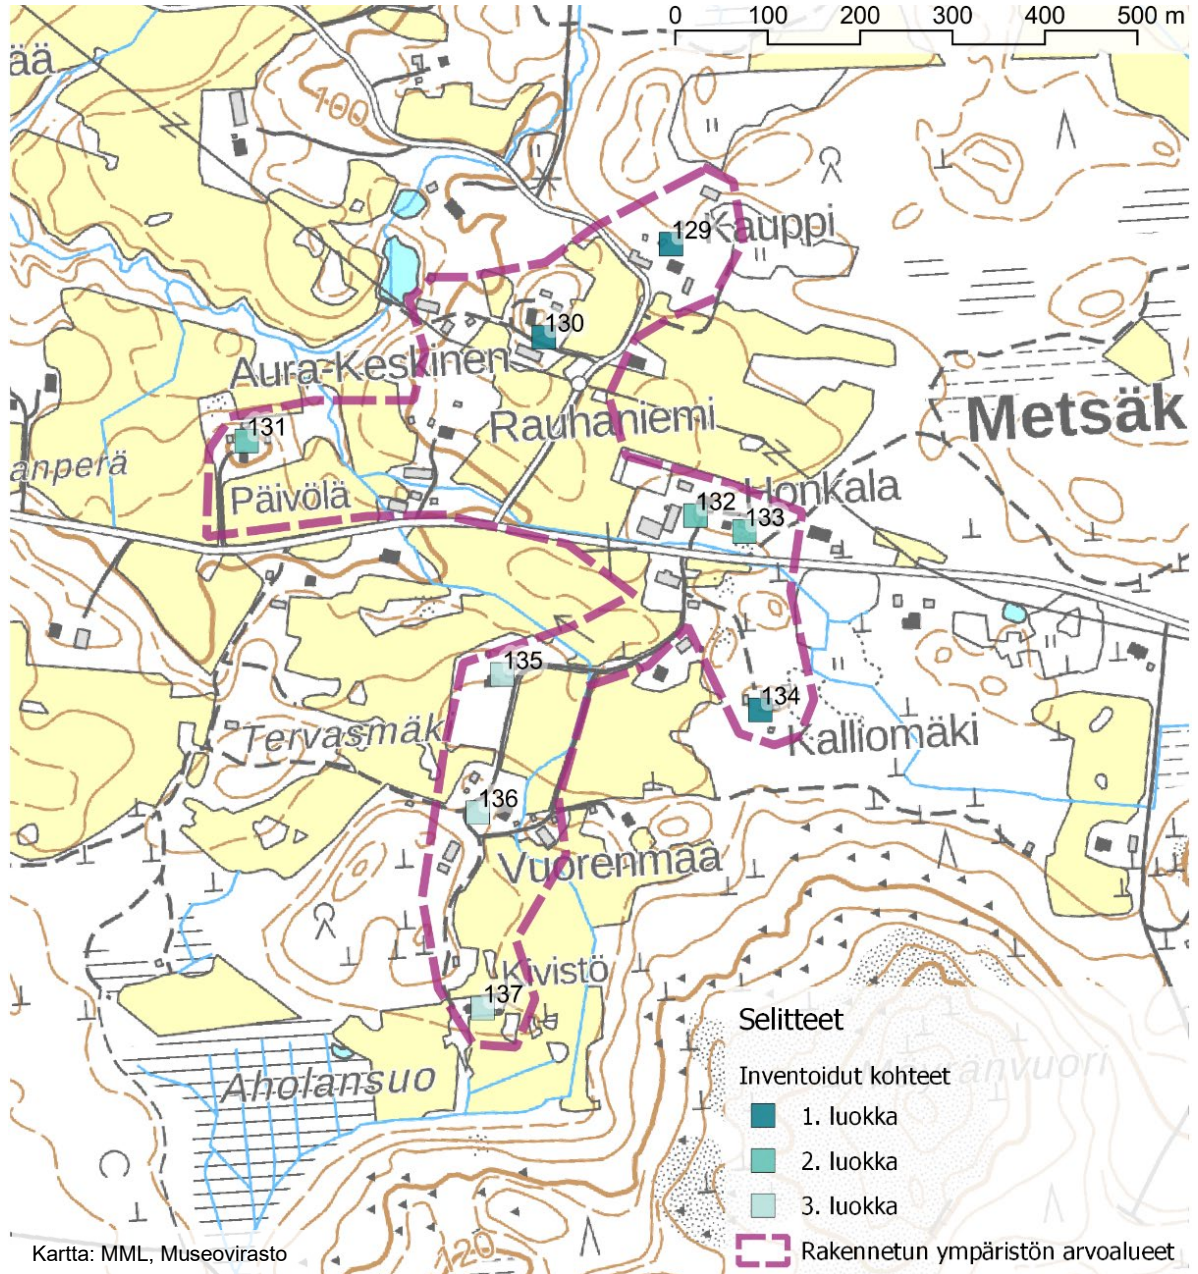 0 100 200 300 400 500 m
ää
100
129
Kauppi
130
Aura-Keskinen
Rauhaniemi
Metsäk
131
anperä
Päivölä
Honkala
132
133
135
134
Tervasmäk
Kalliomäki
136
Vuorenmaa
Kivistö
137
Aholansuo
Selitteet
Inventoidut kohteet
1. luokka
2. luokka
3. luokka
Rakennetun ympäristön arvoalueet
Kartta: MML, Museovirasto
120